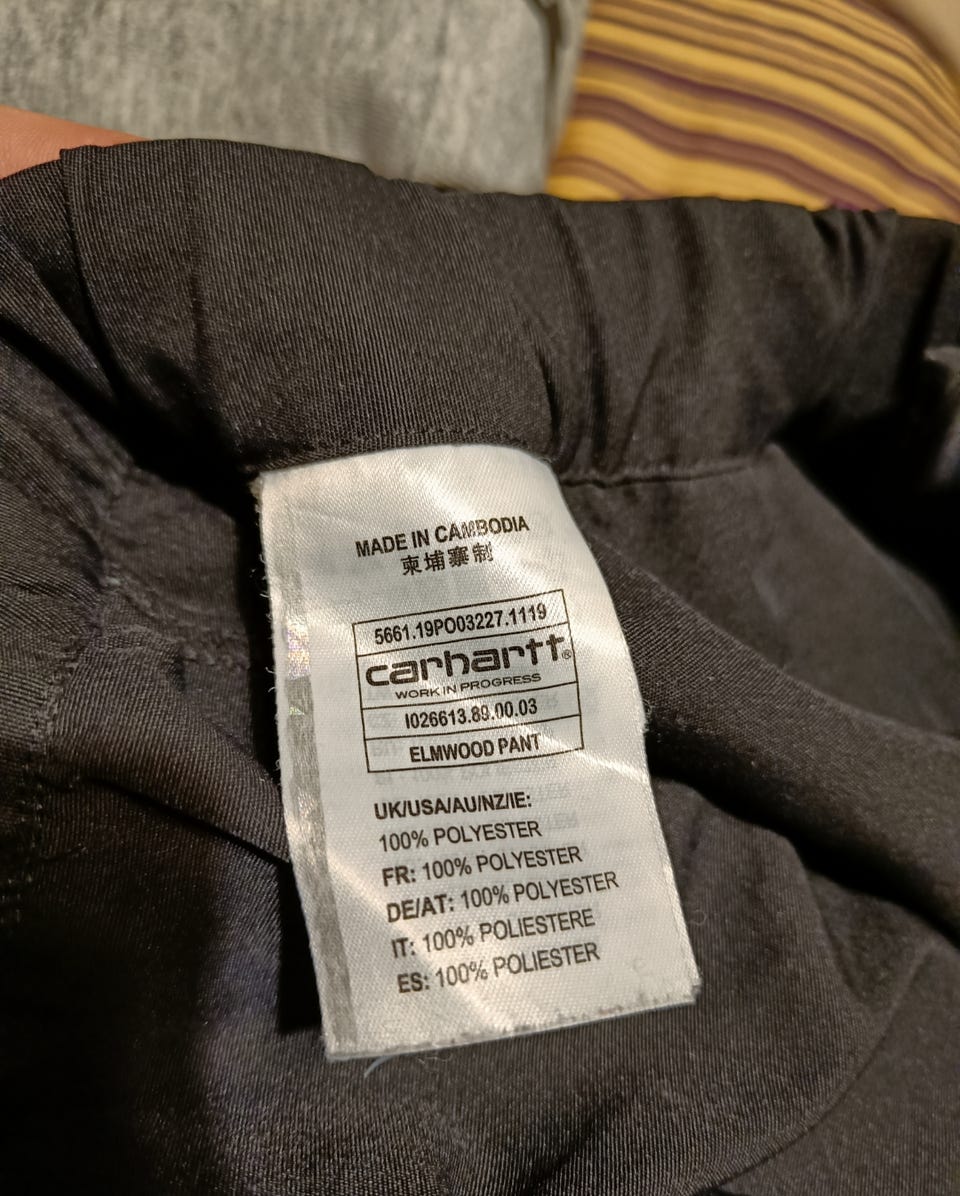 MADE IN CAMBODIA
柬埔寨制
5661.19PO03227.1119
carhartt®
WORK IN PROGRESS
I026613.89.00.03
ELMWOOD PANT
UK/USA/AU/NZ/IE:
100% POLYESTER
FR: 100% POLYESTER
DE/AT: 100% POLYESTER
IT: 100% POLIESTERE
ES: 100% POLIESTER